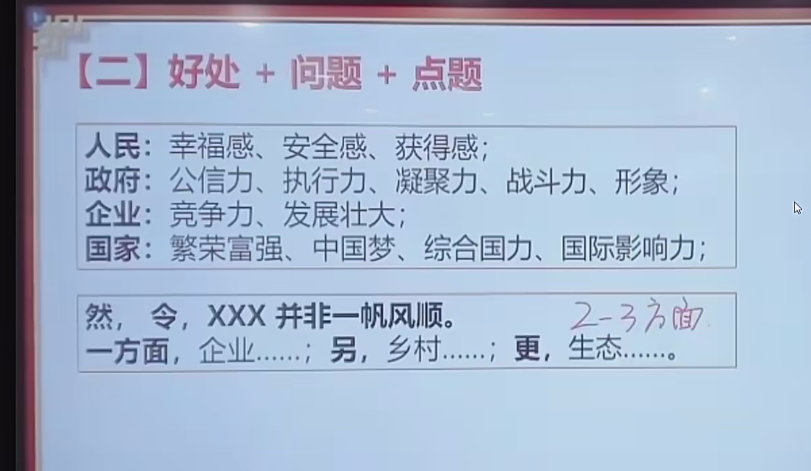 【二】好处 + 问题 + 点题
人民：幸福感、安全感、获得感；
政府：公信力、执行力、凝聚力、战斗力、形象；
企业：竞争力、发展壮大；
国家：繁荣富强、中国梦、综合国力、国际影响力；
然，令，XXX 并非一帆风顺。 2-3方面
一方面，企业……；另，乡村……；更，生态……。